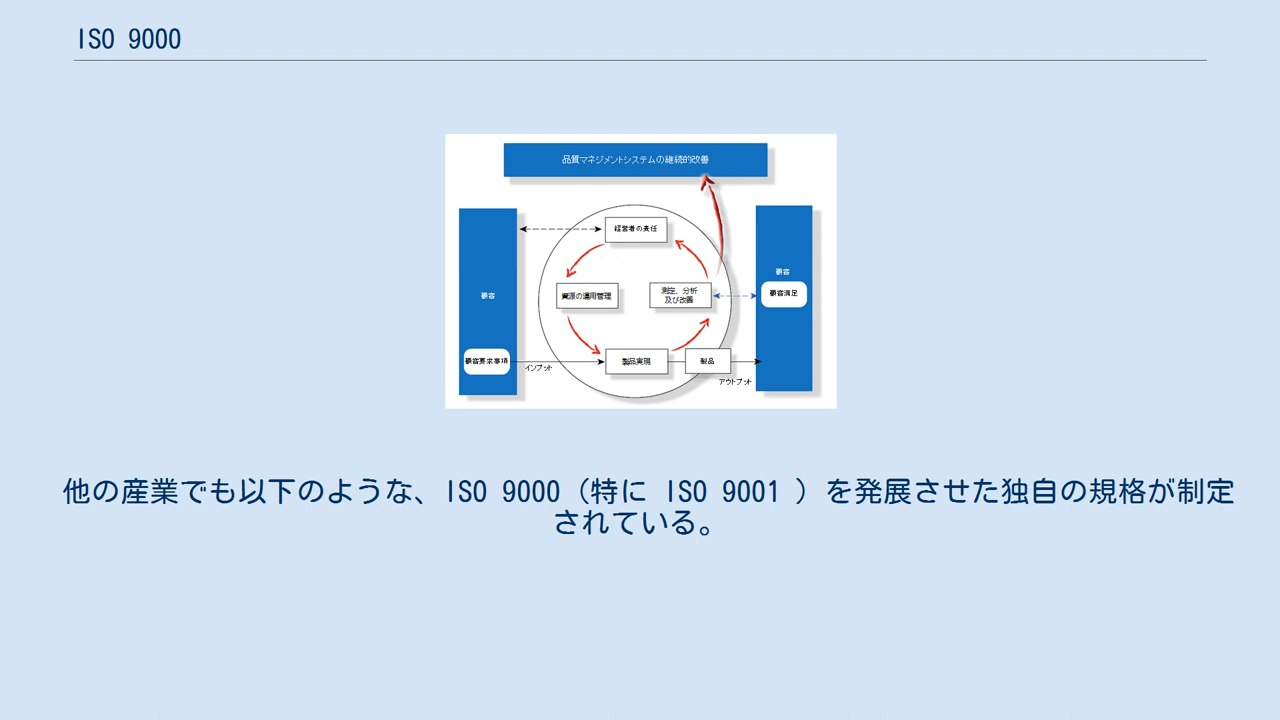 ISO 9000
品質マネジメントシステムの継続的改善
経営者の責任
顧客
顧客満足
顧客
資源の運用管理
測定、分析
及び改善
顧客要求事項
インプット
製品実現
製品
アウトプット
他の産業でも以下のような、ISO 9000（特に ISO 9001 ）を発展させた独自の規格が制定
されている。